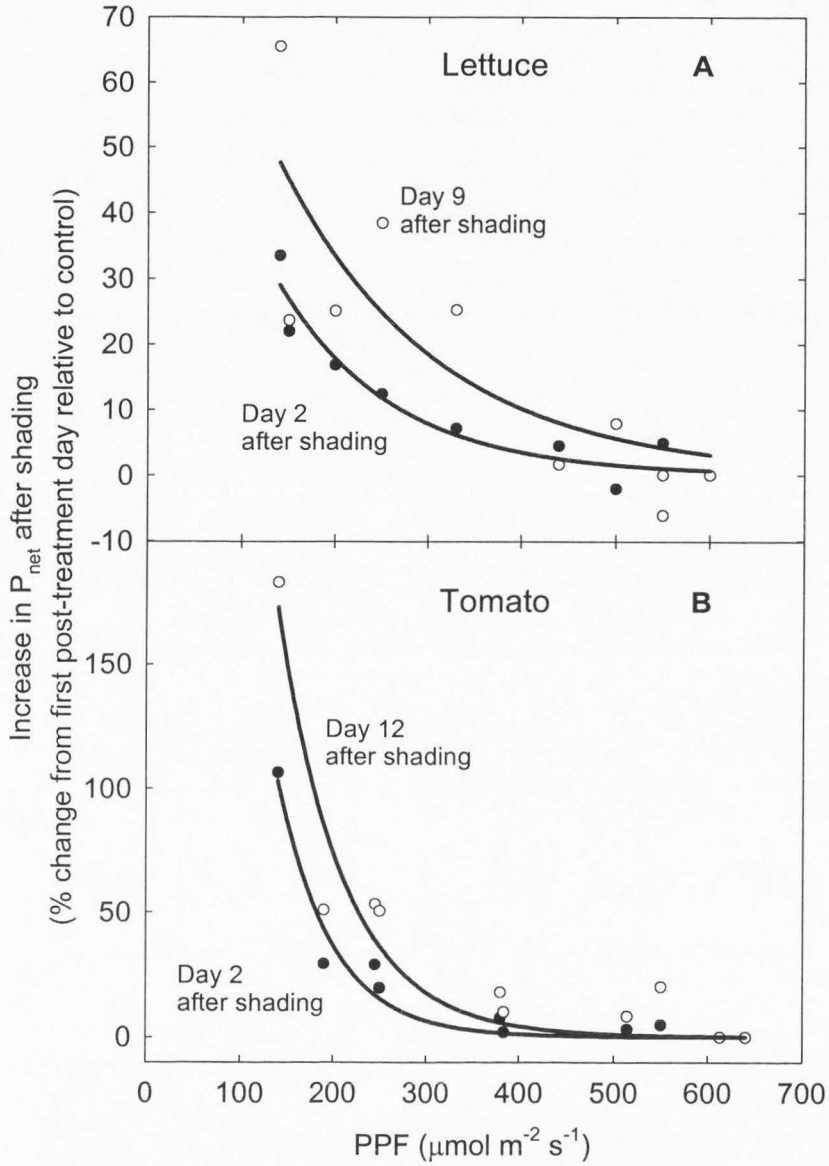 Increase in Pnet after shading
(% change from first post-treatment day relative to control)
70
60
50
40
30
20
10
0
-10
Lettuce A
Day 9
after shading
Day 2
after shading
150
100
50
0
Tomato B
Day 12
after shading
Day 2
after shading
0 100 200 300 400 500 600 700
PPF (μmol m-2 s-1)